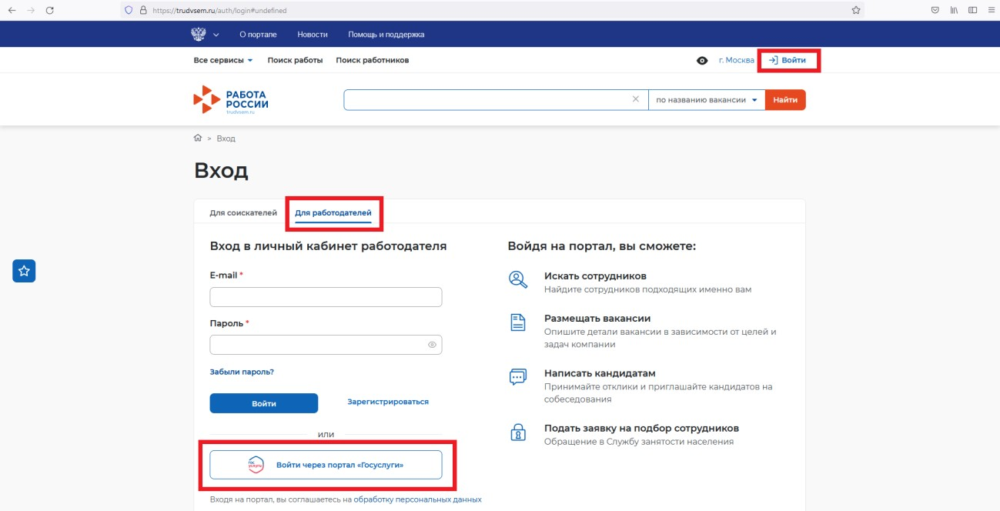 https://trudvsem.ru/auth/login#undefined
О портале Новости Помощь и поддержка
Все сервисы Поиск работы Поиск работников г. Москва Войти
РАБОТА
РОССИИ
trudvsem.ru
по названию вакансии Найти
> Вход
Вход
Для соискателей Для работодателей
Вход в личный кабинет работодателя
E-mail *
Пароль *
Забыли пароль?
Войти Зарегистрироваться
или
гос
услуги
Войти через портал «Госуслуги»
Входя на портал, вы соглашаетесь на обработку персональных данных
Войдя на портал, вы сможете:
Искать сотрудников
Найдите сотрудников подходящих именно вам
Размещать вакансии
Опишите детали вакансии в зависимости от целей и
задач компании
Написать кандидатам
Принимайте отклики и приглашайте кандидатов на
собеседования
Подать заявку на подбор сотрудников
Обращение в Службу занятости населения